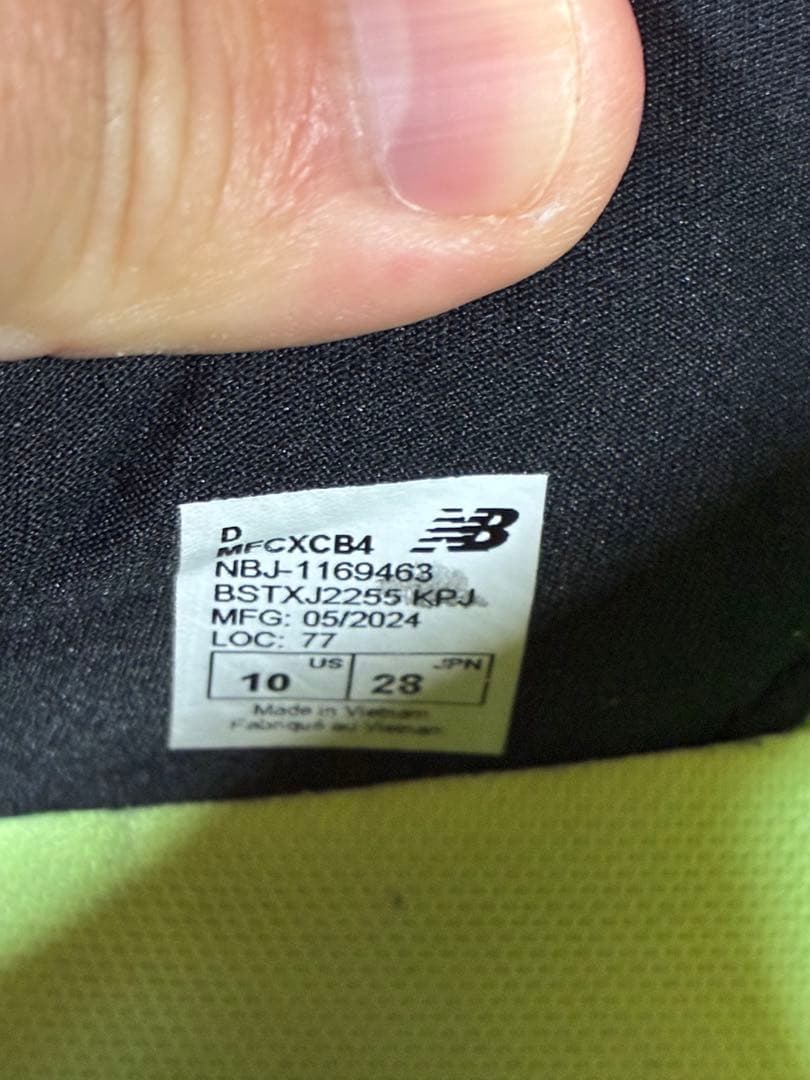 D
MFCXCB4
NB
NBJ-1169463
BSTXJ2255 KPJ
MFG: 05/2024
LOC: 77
10 US 28 JPN
Made in Vietnam
Fabriqué au Vietnam